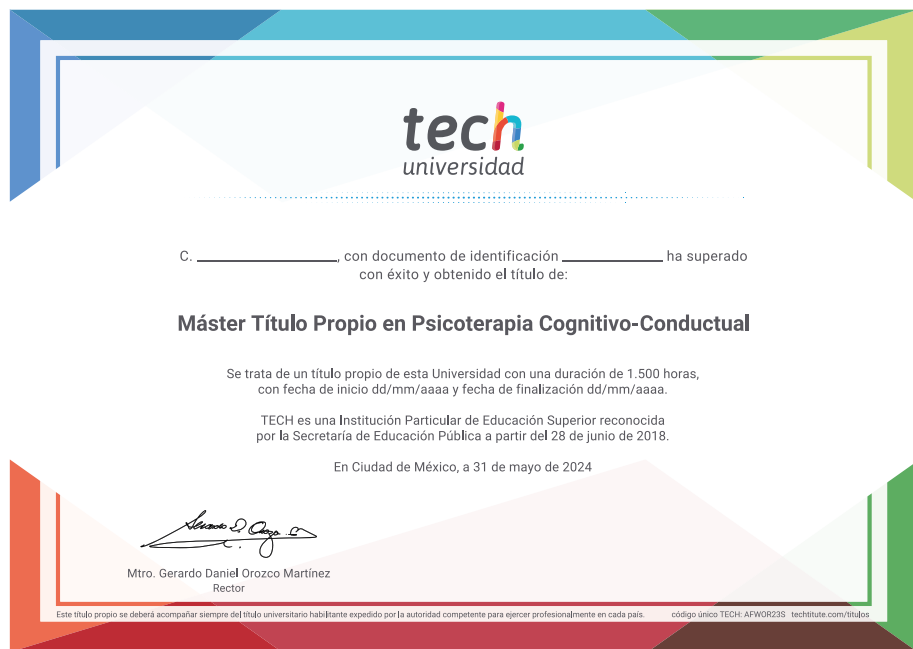 tech
universidad
C. ____________________, con documento de identificación ______________ ha superado
con éxito y obtenido el título de:
Máster Título Propio en Psicoterapia Cognitivo-Conductual
Se trata de un título propio de esta Universidad con una duración de 1.500 horas,
con fecha de inicio dd/mm/aaaa y fecha de finalización dd/mm/aaaa.
TECH es una Institución Particular de Educación Superior reconocida
por la Secretaría de Educación Pública a partir del 28 de junio de 2018.
En Ciudad de México, a 31 de mayo de 2024
Mtro. Gerardo Daniel Orozco Martínez
Rector
Este título propio se deberá acompañar siempre del título universitario habilitante expedido por la autoridad competente para ejercer profesionalmente en cada país. código único TECH: AFWOR23S techtitute.com/titulos